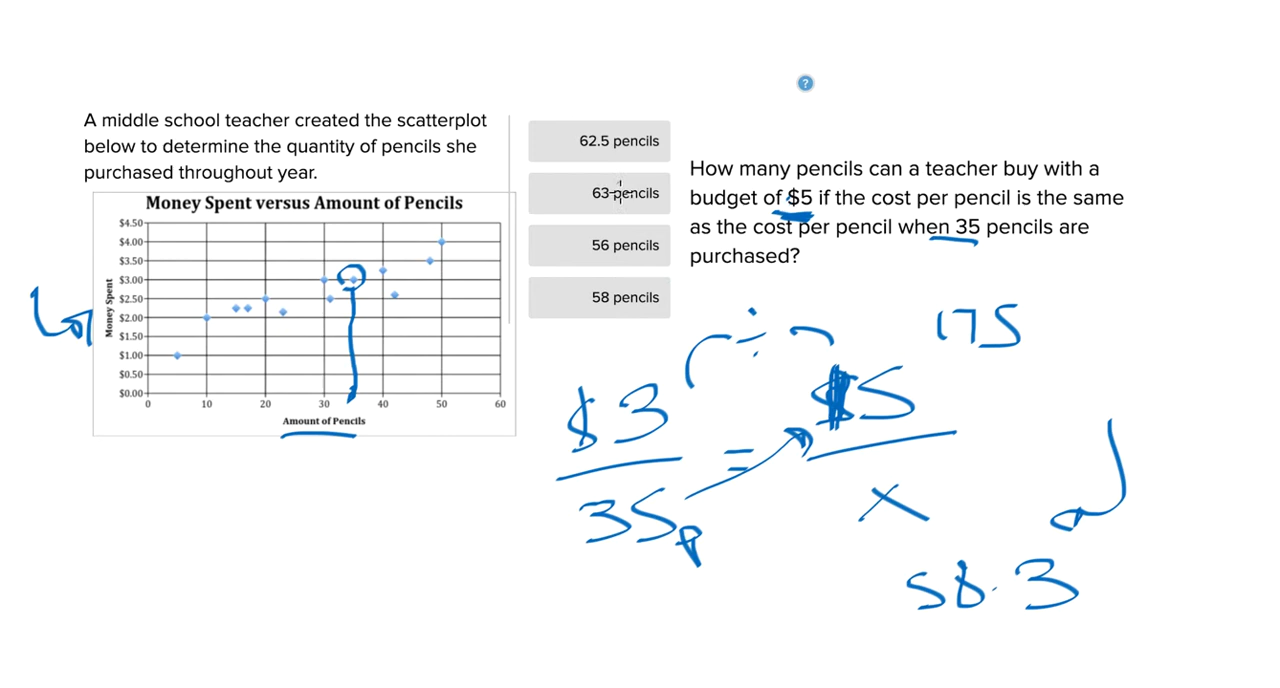 A middle school teacher created the scatterplot
below to determine the quantity of pencils she
purchased throughout year.
Money Spent versus Amount of Pencils
$4.50
$4.00
$3.50
$3.00
$2.50
$2.00
$1.50
$1.00
$0.50
$0.00
Money Spent
0 10 20 30 40 50 60
Amount of Pencils
62.5 pencils
63 pencils
56 pencils
58 pencils
?
How many pencils can a teacher buy with a
budget of $5 if the cost per pencil is the same
as the cost per pencil when 35 pencils are
purchased?
175
$3 ÷ $5
=
35p x
58.3